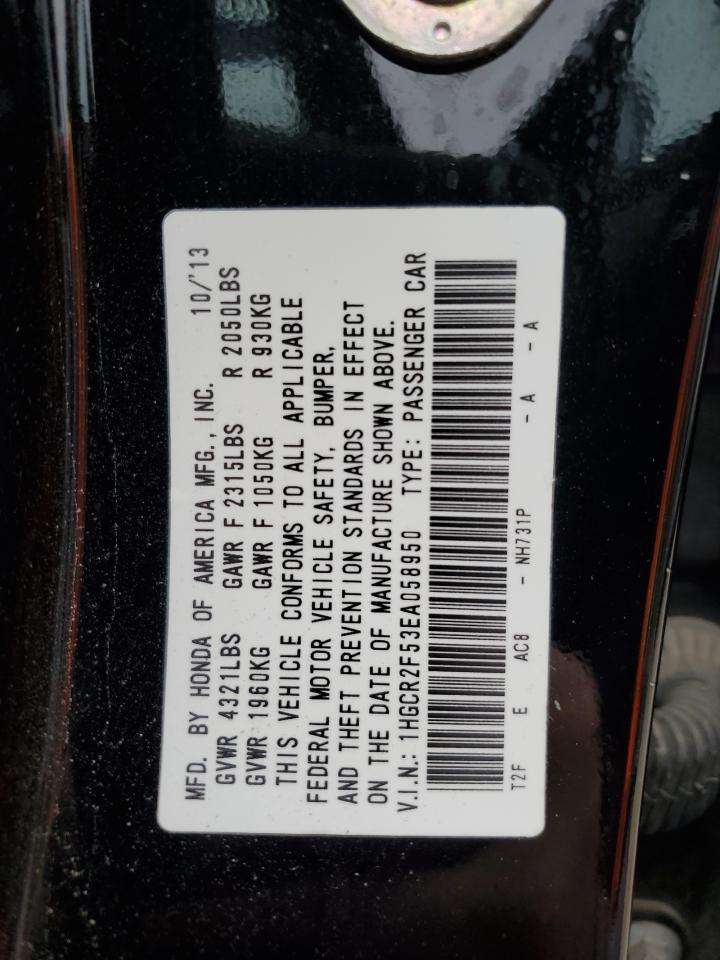 MFD. BY HONDA OF AMERICA MFG., INC. 10/'13
GVWR 4321LBS GAWR F 2315LBS R 2050LBS
GVWR 1960KG GAWR F 1050KG R 930KG
THIS VEHICLE CONFORMS TO ALL APPLICABLE
FEDERAL MOTOR VEHICLE SAFETY, BUMPER,
AND THEFT PREVENTION STANDARDS IN EFFECT
ON THE DATE OF MANUFACTURE SHOWN ABOVE.
V.I.N.: 1HGCR2F53EA058950 TYPE: PASSENGER CAR
T2F E AC8 - NH731P - A - A